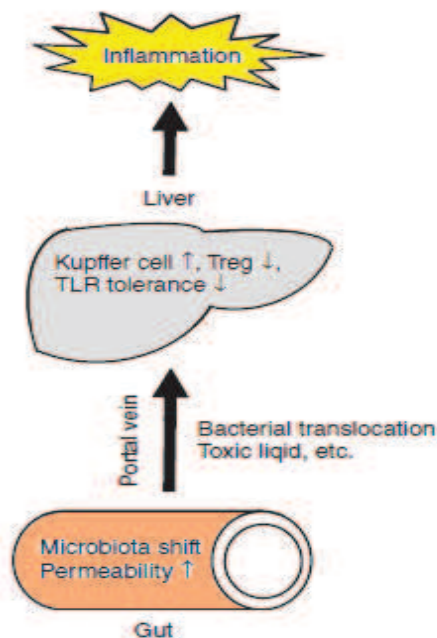 Inflammation
Liver
Kupffer cell ↑, Treg ↓,
TLR tolerance ↓
Portal vein
Bacterial translocation
Toxic liqid, etc.
Microbiota shift
Permeability ↑
Gut